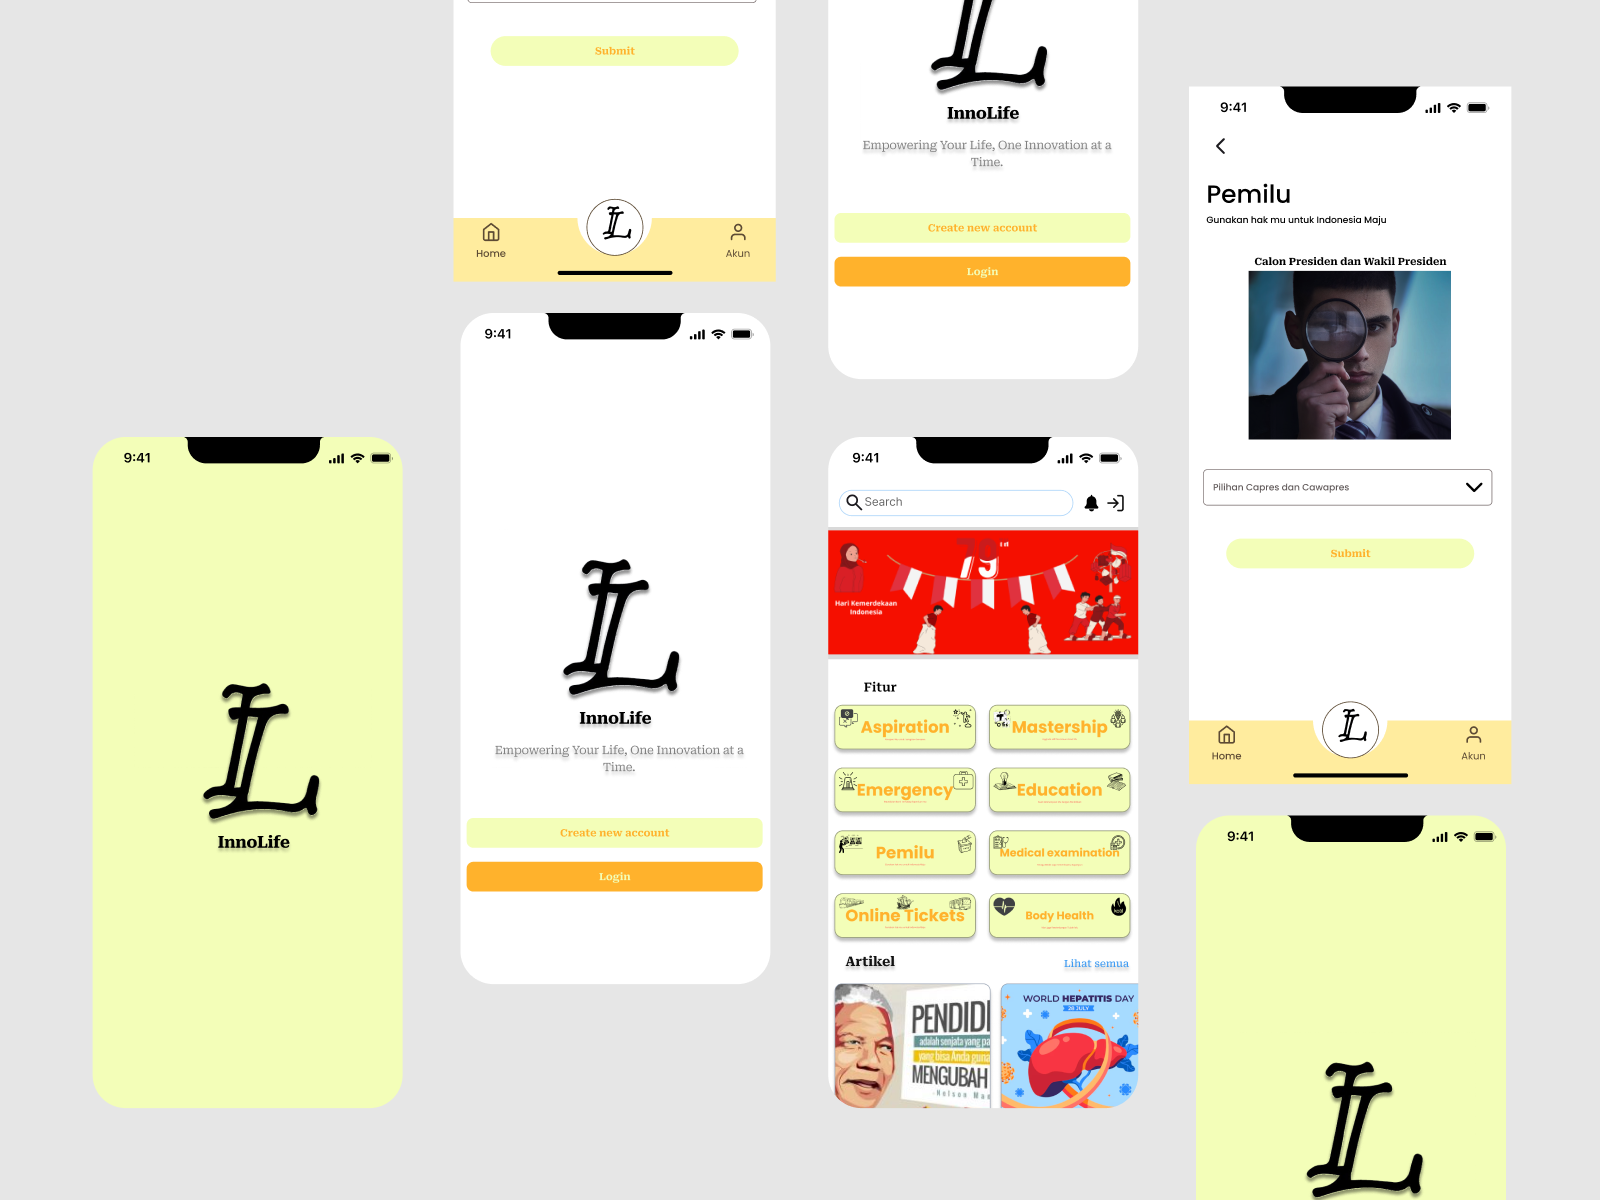 Submit
Home
Akun
InnoLife
Empowering Your Life, One Innovation at a
Time.
Create new account
Login
9:41
Pemilu
Gunakan hak mu untuk Indonesia Maju
Calon Presiden dan Wakil Presiden
Pilihan Capres dan Cawapres
Submit
Home
Akun
9:41
InnoLife
Empowering Your Life, One Innovation at a
Time.
Create new account
Login
9:41
InnoLife
9:41
Search
79
Hari Kemerdekaan
Indonesia
Fitur
Aspiration
Mastership
Emergency
Education
Pemilu
Medical examination
Online Tickets
Body Health
Artikel
Lihat semua
PENDIDI
adalah senjata yang pa
yang bisa Anda guna
MENGUBAH
-Nelson Man
WORLD HEPATITIS DAY
28 JULY
9:41